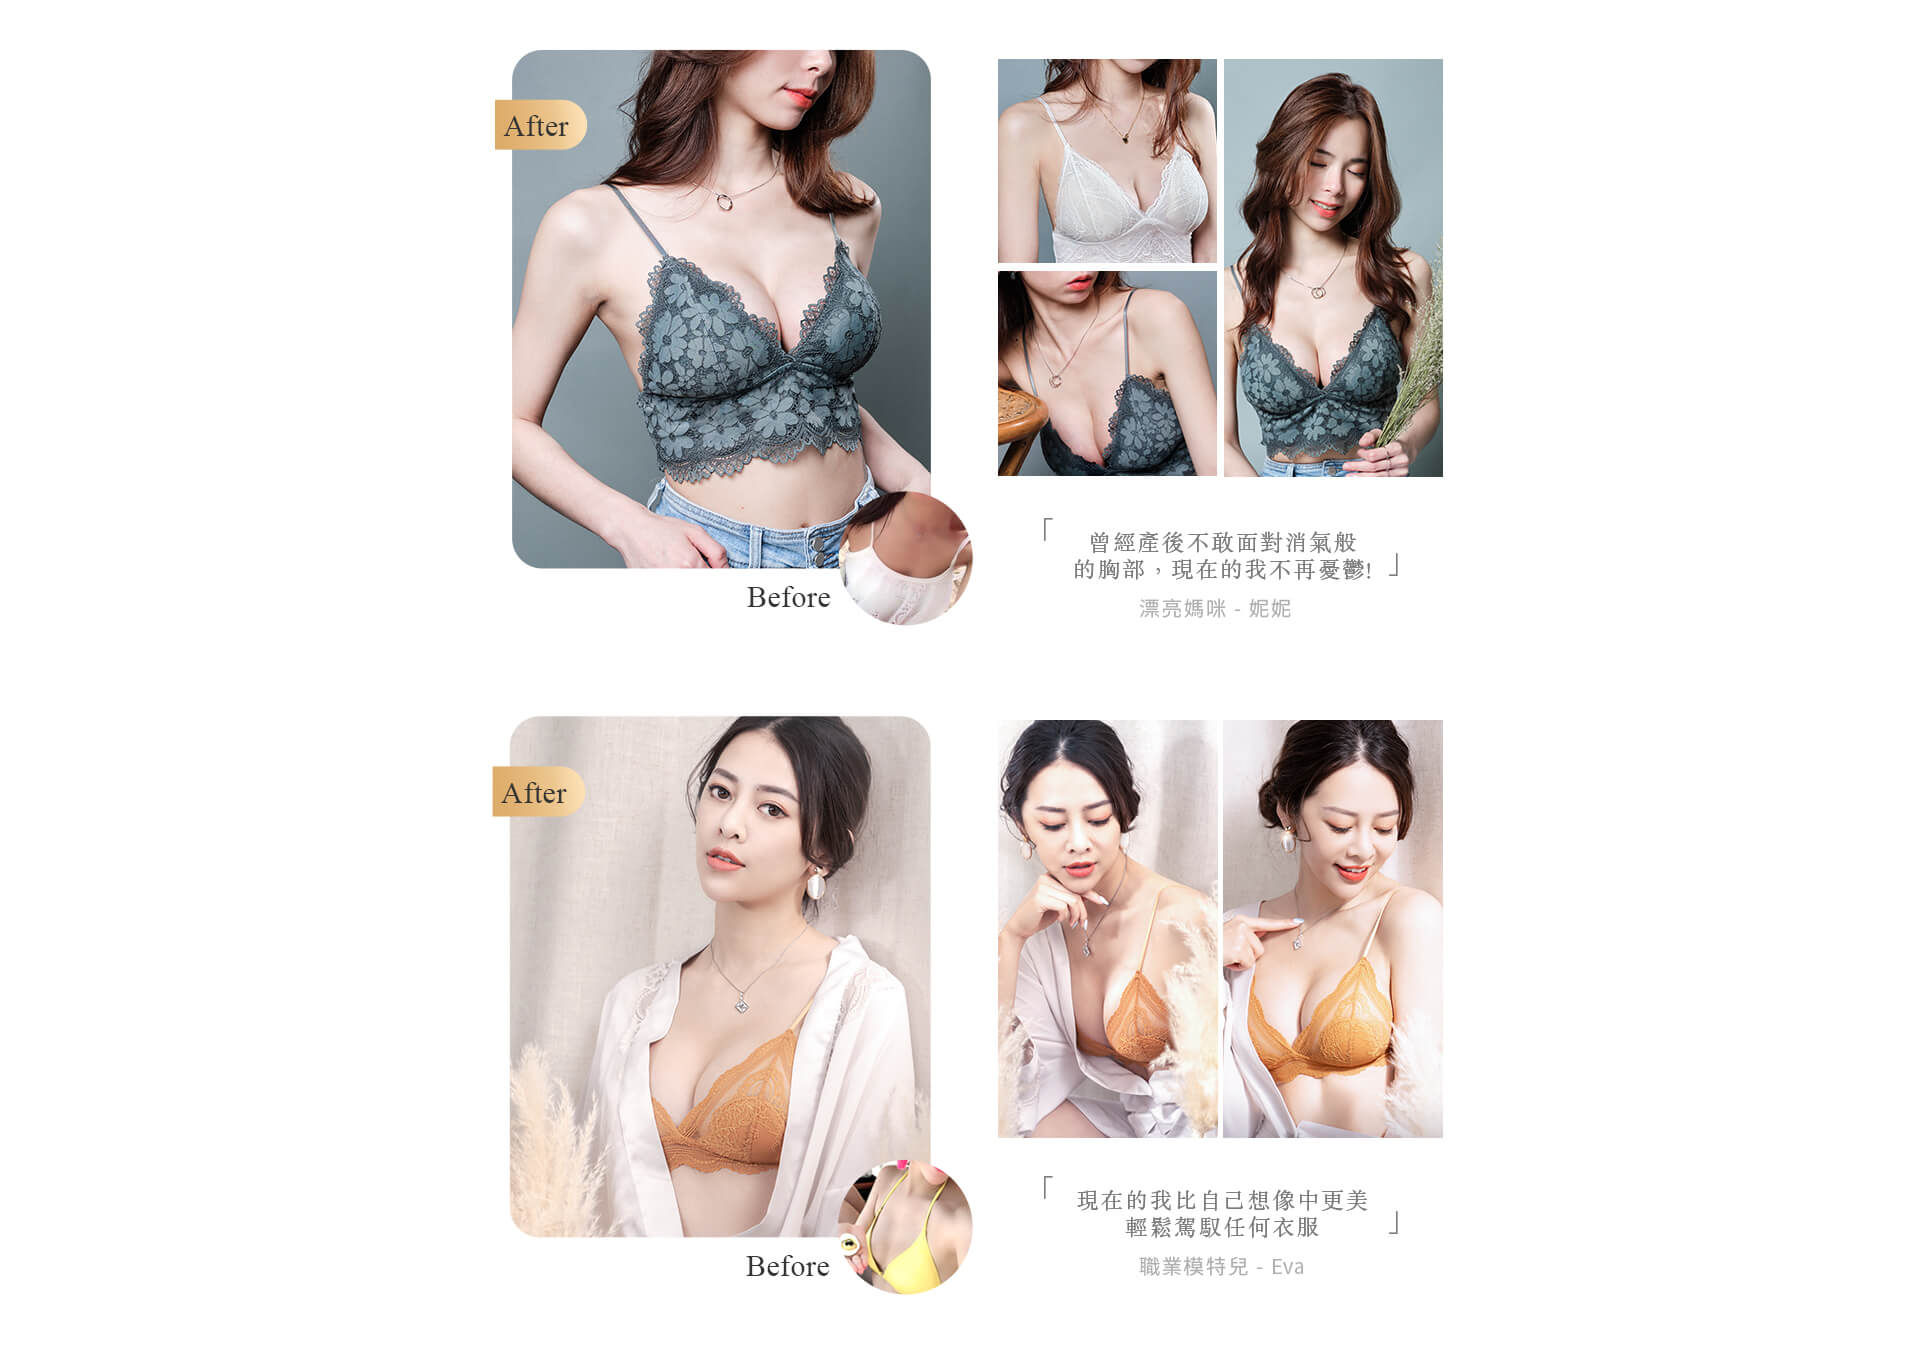 After
Before
「 曾經產後不敢面對消氣般
的胸部，現在的我不再憂鬱! 」
漂亮媽咪 - 妮妮
After
Before
「 現在的我比自己想像中更美
輕鬆駕馭任何衣服 」
職業模特兒 - Eva